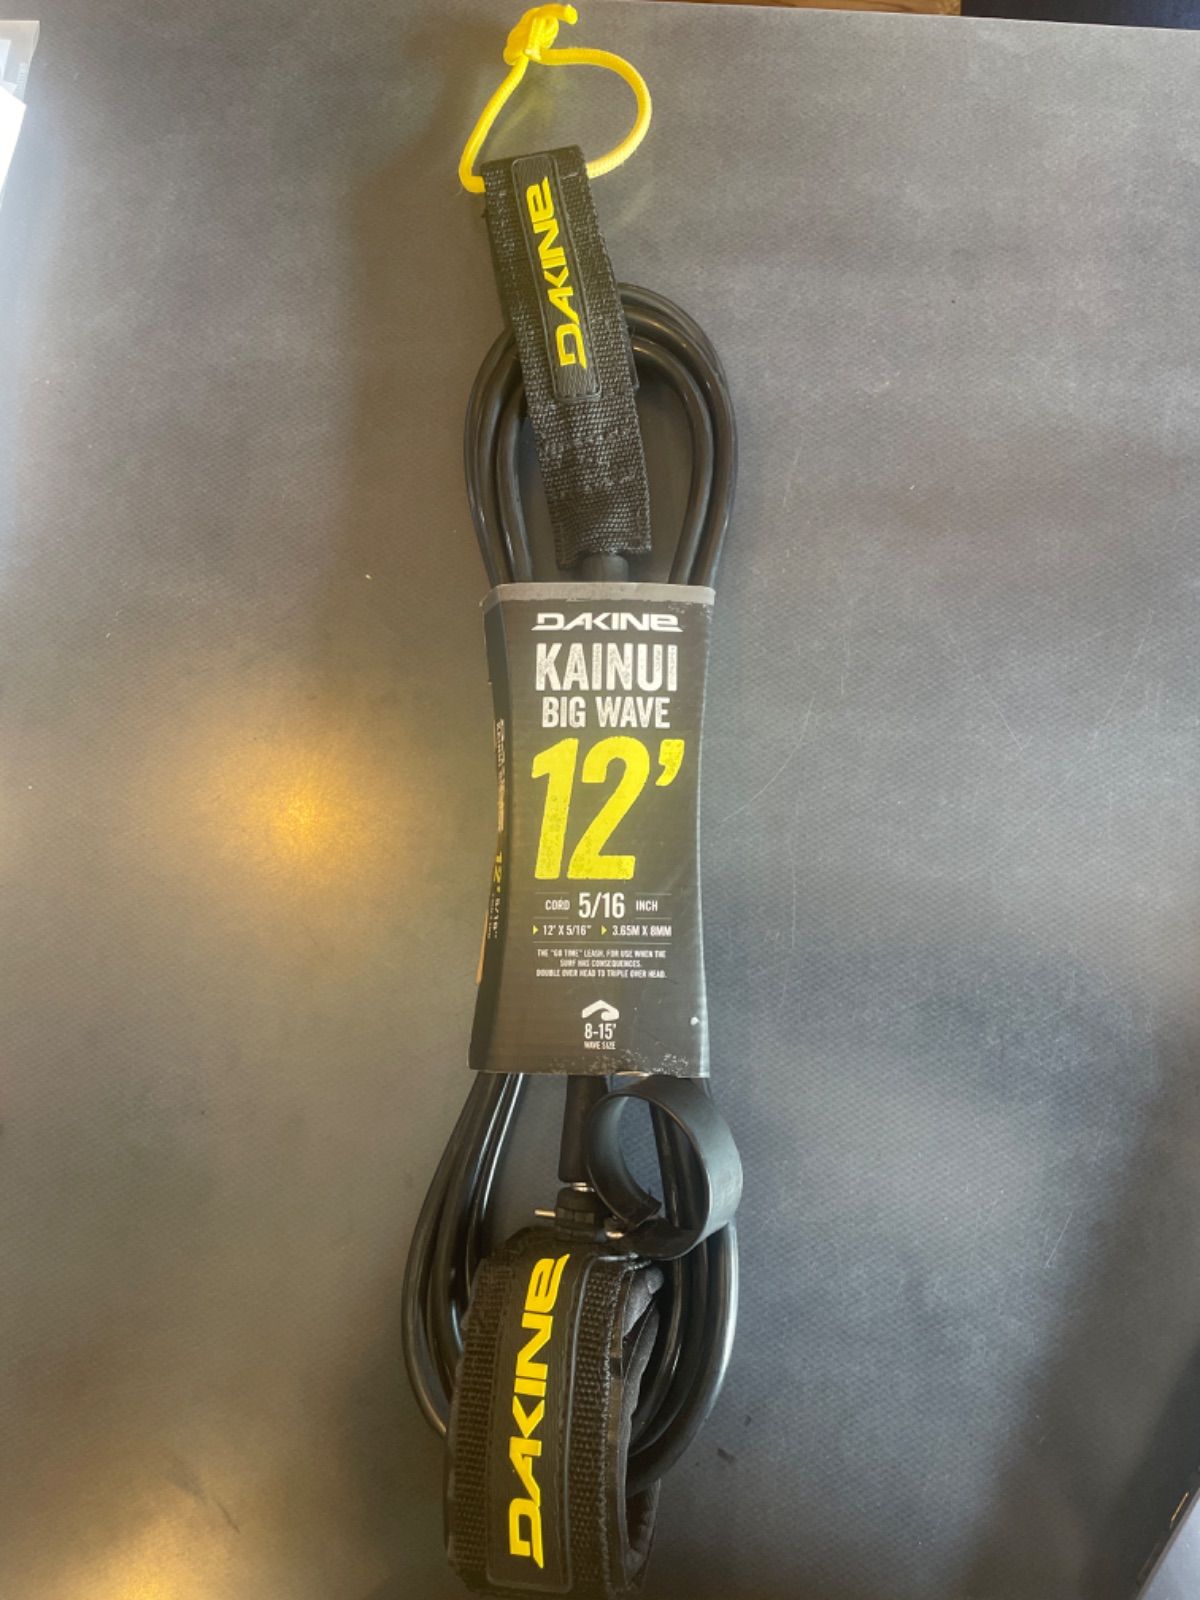 DAKINE
DAKINE
KAINUI
BIG WAVE
12'
CORD 5/16 INCH
12' X 5/16" 3.65M X 8MM
THE "GO TIME" LEASH, FOR USE WHEN THE
SURF HAS CONSEQUENCES.
DOUBLE OVER HEAD TO TRIPLE OVER HEAD.
8-15'
WAVE SIZE
DAKINE